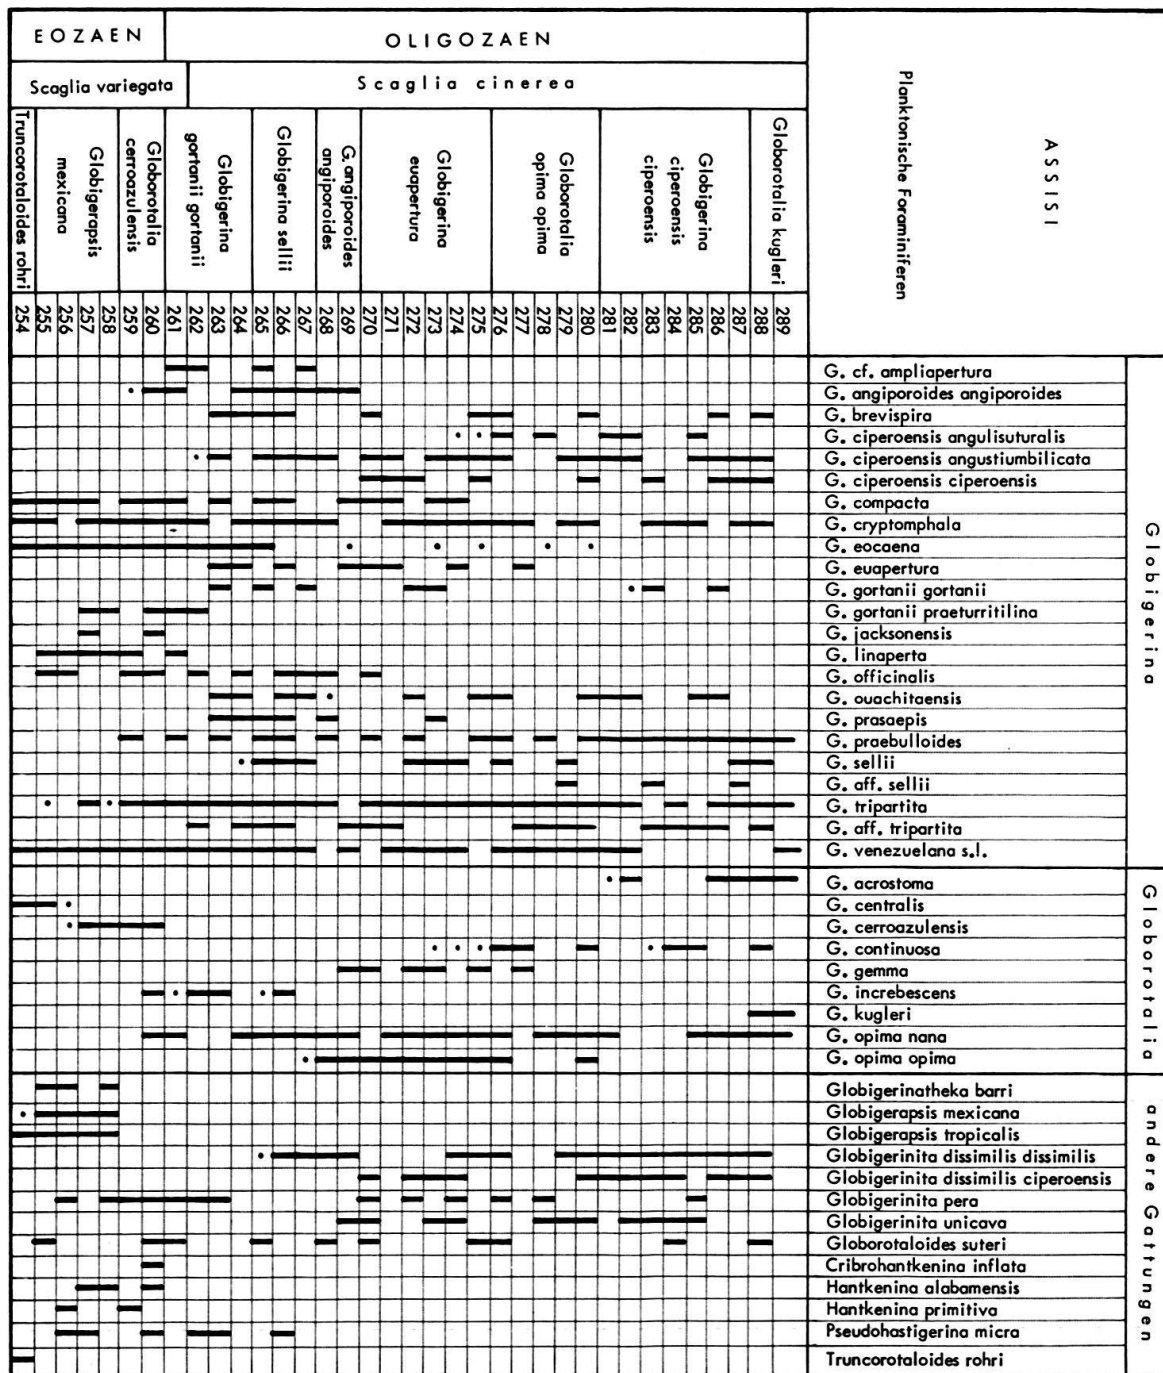 EOZAEN
OLIGOZAEN
Scaglia variegata
Scaglia cinerea
Truncorotaloides rohri
Globigerapsis
mexicana
Globorotalia
cerroazulensis
Globigerina
gortanii gortanii
Globigerina sellii
G. angiporoides
angiporoides
Globigerina
euapertura
Globorotalia
opima opima
Globigerina
ciperoensis
ciperoensis
Globorotalia kugleri
Planktonische Foraminiferen
ASSISI
254
255
256
257
258
259
260
261
262
263
264
265
266
267
268
269
270
271
272
273
274
275
276
277
278
279
280
281
282
283
284
285
286
287
288
289
Globigerina
G. cf. ampliapertura
G. angiporoides angiporoides
G. brevispira
G. ciperoensis angulisuturalis
G. ciperoensis angustiumbilicata
G. ciperoensis ciperoensis
G. compacta
G. cryptomphala
G. eocaena
G. euapertura
G. gortanii gortanii
G. gortanii praeturritilina
G. jacksonensis
G. linaperta
G. officinalis
G. ouachitaensis
G. prasaepis
G. praebulloides
G. sellii
G. aff. sellii
G. tripartita
G. aff. tripartita
G. venezuelana s.l.
Globorotalia
G. acrostoma
G. centralis
G. cerroazulensis
G. continuosa
G. gemma
G. increbescens
G. kugleri
G. opima nana
G. opima opima
andere Gattungen
Globigerinatheka barri
Globigerapsis mexicana
Globigerapsis tropicalis
Globigerinita dissimilis dissimilis
Globigerinita dissimilis ciperoensis
Globigerinita pera
Globigerinita unicava
Globorotaloides suteri
Cribrohantkenina inflata
Hantkenina alabamensis
Hantkenina primitiva
Pseudohastigerina micra
Truncorotaloides rohri